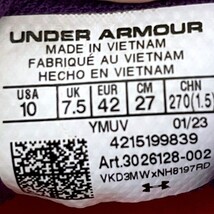 UNDER ARMOUR
MADE IN VIETNAM
FABRIQUÉ AU VIETNAM
HECHO EN VIETNAM
USA UK EUR CM CHN
10 7.5 42 27 270(1.5)
YMUV 01/23
4215199839
Art.3026128-002
VKD3MWxNH8197RD